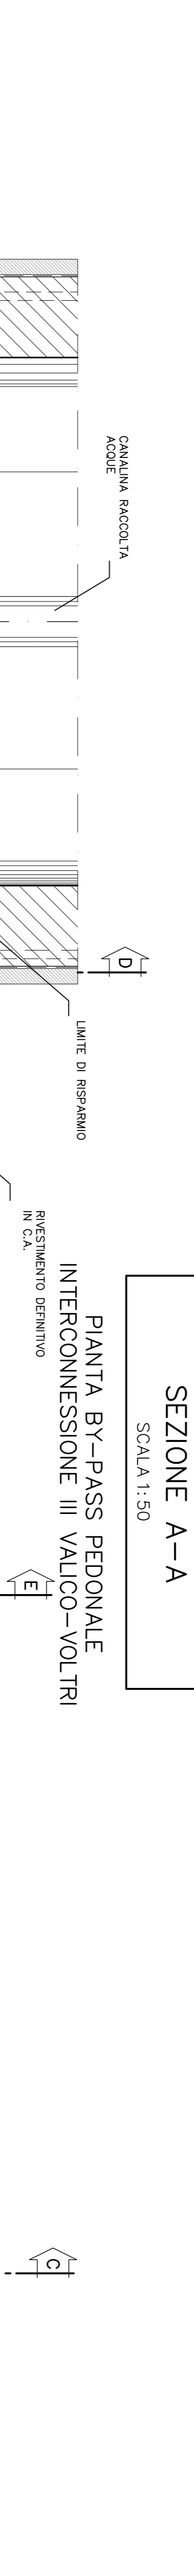 SEZIONE A-A
SCALA 1:50
PIANTA BY-PASS PEDONALE
INTERCONNESSIONE III VALICO-VOLTRI
CANALINA RACCOLTA
ACQUE
D
LIMITE DI RISPARMIO
RIVESTIMENTO DEFINITIVO
IN C.A.
E
C